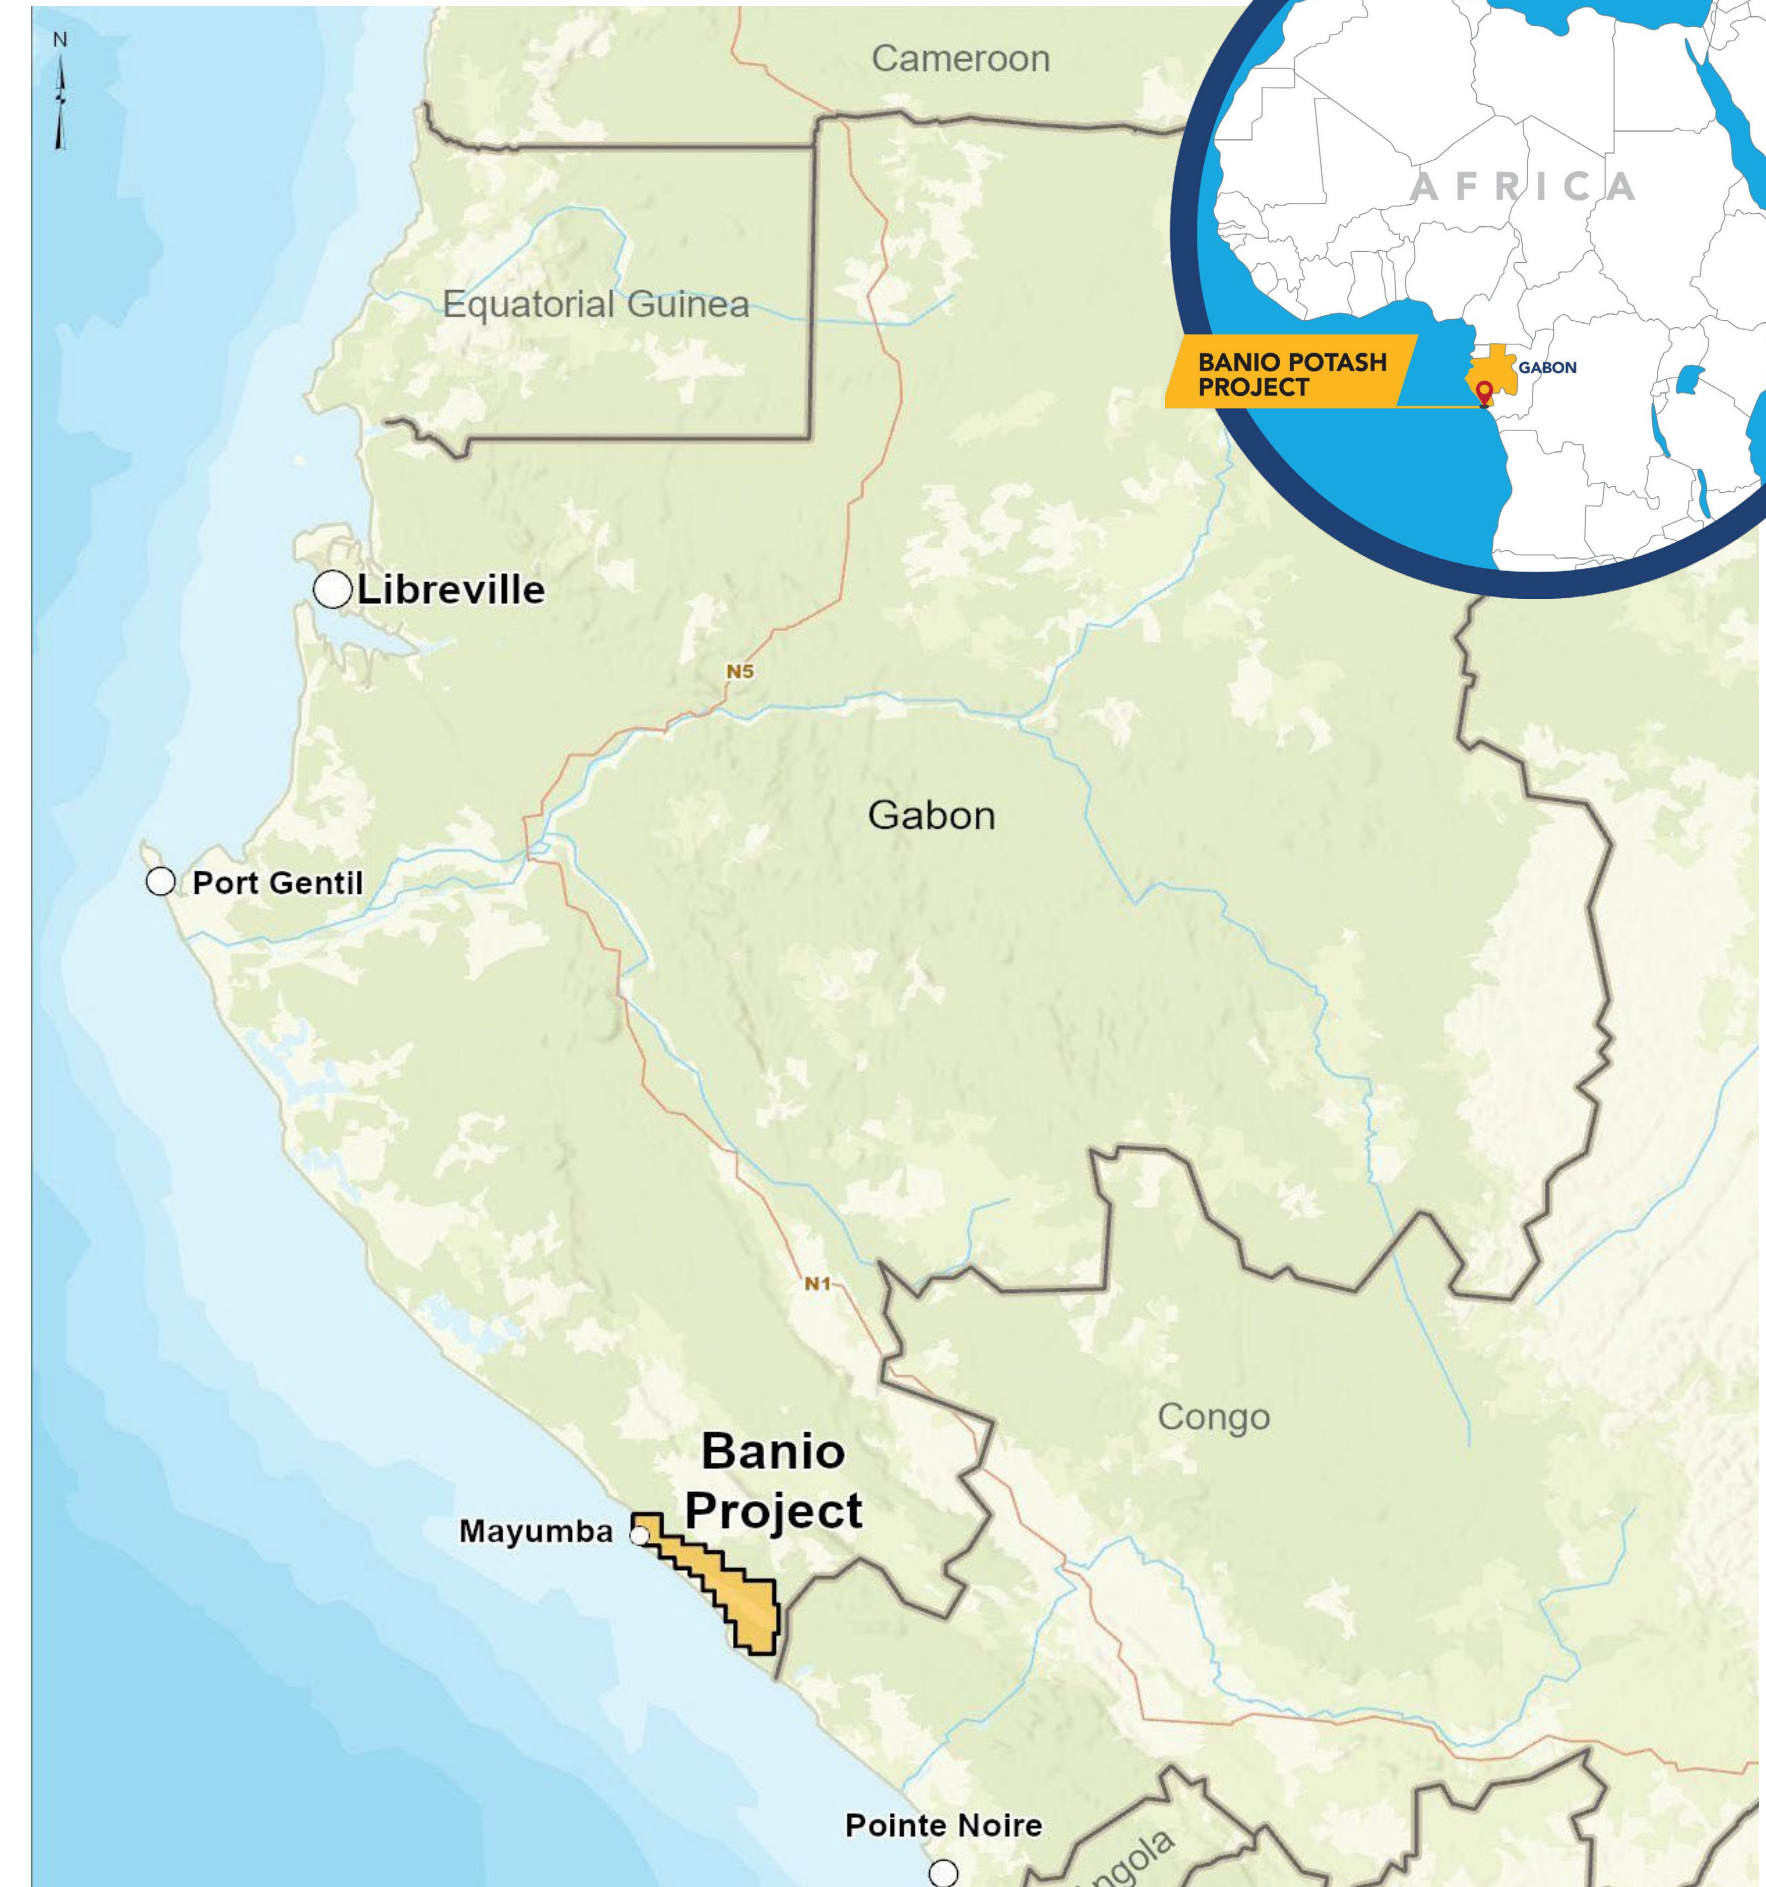 N
Cameroon
AFRICA
Equatorial Guinea
BANIO POTASH
PROJECT
GABON
Libreville
N5
Gabon
Port Gentil
N1
Congo
Banio
Project
Mayumba
Pointe Noire
ngola